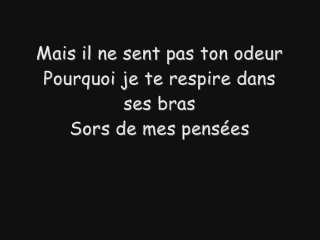 Mais il ne sent pas ton odeur
Pourquoi je te respire dans
ses bras
Sors de mes pensées